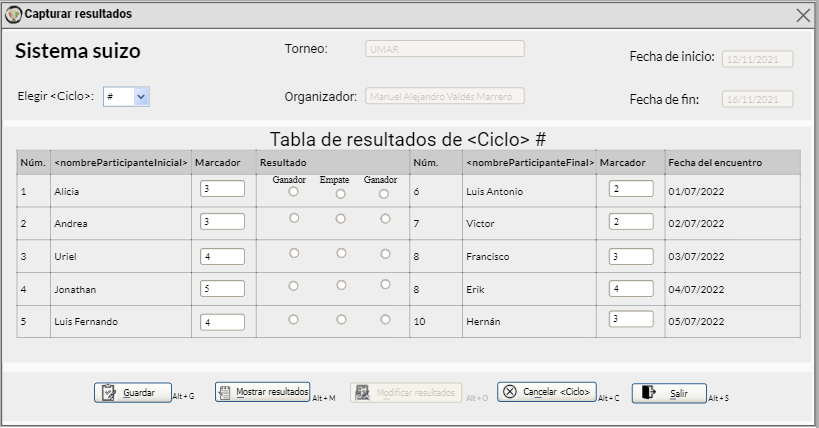 Capturar resultados
Sistema suizo
Torneo: UMAR
Fecha de inicio: 12/11/2021
Elegir <Ciclo>: #
Organizador: Manuel Alejandro Valdés Marrero
Fecha de fin: 16/11/2021
Tabla de resultados de <Ciclo> #
Núm. <nombreParticipanteInicial> Marcador Resultado Núm. <nombreParticipanteFinal> Marcador Fecha del encuentro
Ganador Empate Ganador
1 Alicia 3 6 Luis Antonio 2 01/07/2022
2 Andrea 3 7 Victor 2 02/07/2022
3 Uriel 4 8 Francisco 3 03/07/2022
4 Jonathan 5 8 Erik 4 04/07/2022
5 Luis Fernando 4 10 Hernán 3 05/07/2022
Guardar Alt + G Mostrar resultados Alt + M Modificar resultados Alt + O Cancelar <Ciclo> Alt + C Salir Alt + S